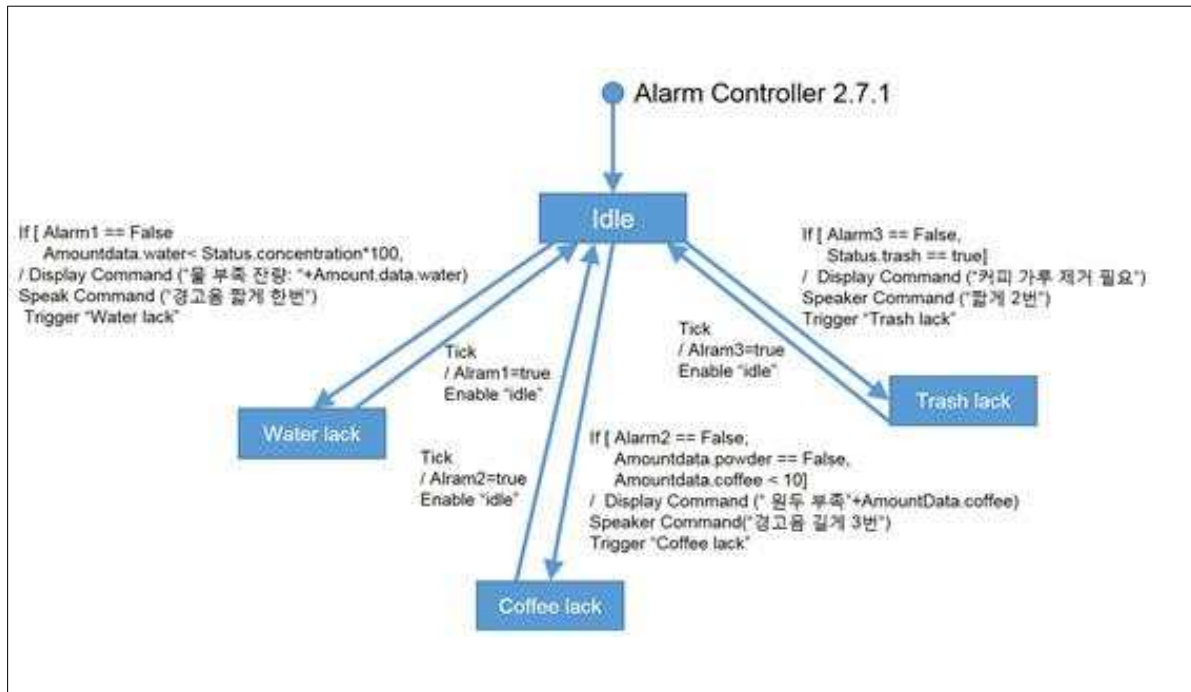 Alarm Controller 2.7.1
Idle
If [ Alarm1 == False
Amountdata.water< Status.concentration*100,
/ Display Command ("물 부족 잔량: "+Amount.data.water)
Speak Command ("경고음 짧게 한번")
Trigger "Water lack"
If [ Alarm3 == False,
Status.trash == true]
/ Display Command ("커피 가루 제거 필요")
Speaker Command ("짧게 2번")
Trigger "Trash lack"
Tick
/ Alram1=true
Enable "idle"
Tick
/ Alram3=true
Enable "idle"
Trash lack
Water lack
Tick
/ Alram2=true
Enable "idle"
If [ Alarm2 == False,
Amountdata.powder == False,
Amountdata.coffee < 10]
/ Display Command (" 원두 부족"+AmountData.coffee)
Speaker Command("경고음 길게 3번")
Trigger "Coffee lack"
Coffee lack